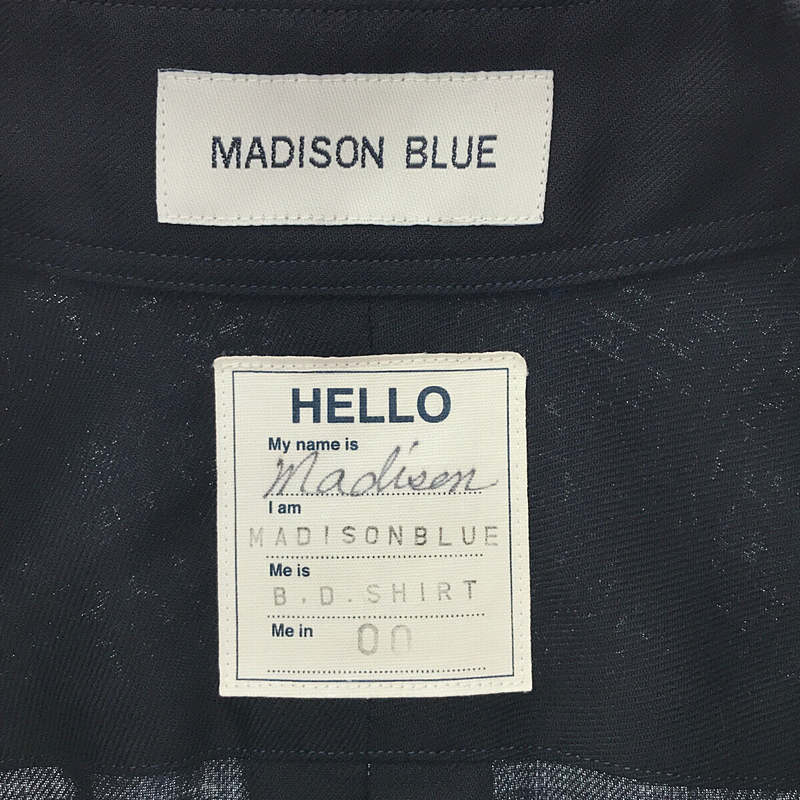 MADISON BLUE
HELLO
My name is
Madison
I am
MADISONBLUE
Me is
B.D.SHIRT
Me in 00